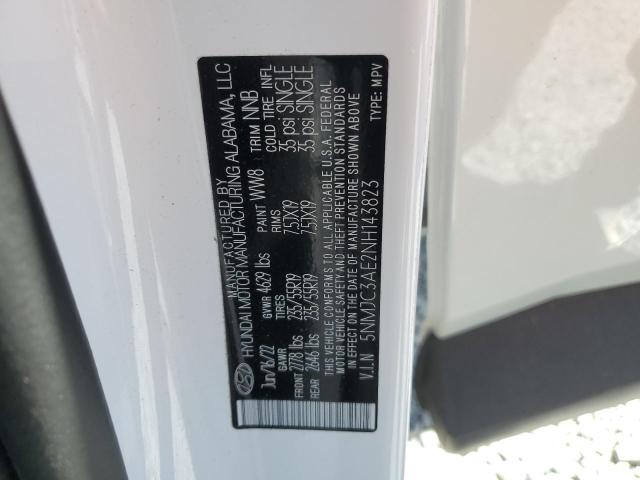 MANUFACTURED BY
HYUNDAI MOTOR MANUFACTURING ALABAMA, LLC
Jun/16/22 GVWR 4629 lbs PAINT WW8 TRIM NNB
GAWR TIRES RIMS COLD TIRE INFL
FRONT 2778 lbs 235/55R19 7.5JX19 35 psi SINGLE
REAR 2646 lbs 235/55R19 7.5JX19 35 psi SINGLE
THIS VEHICLE CONFORMS TO ALL APPLICABLE U.S.A. FEDERAL
MOTOR VEHICLE SAFETY AND THEFT PREVENTION STANDARDS
IN EFFECT ON THE DATE OF MANUFACTURE SHOWN ABOVE
V.I.N 5NMJC3AE2NH143823 TYPE: MPV